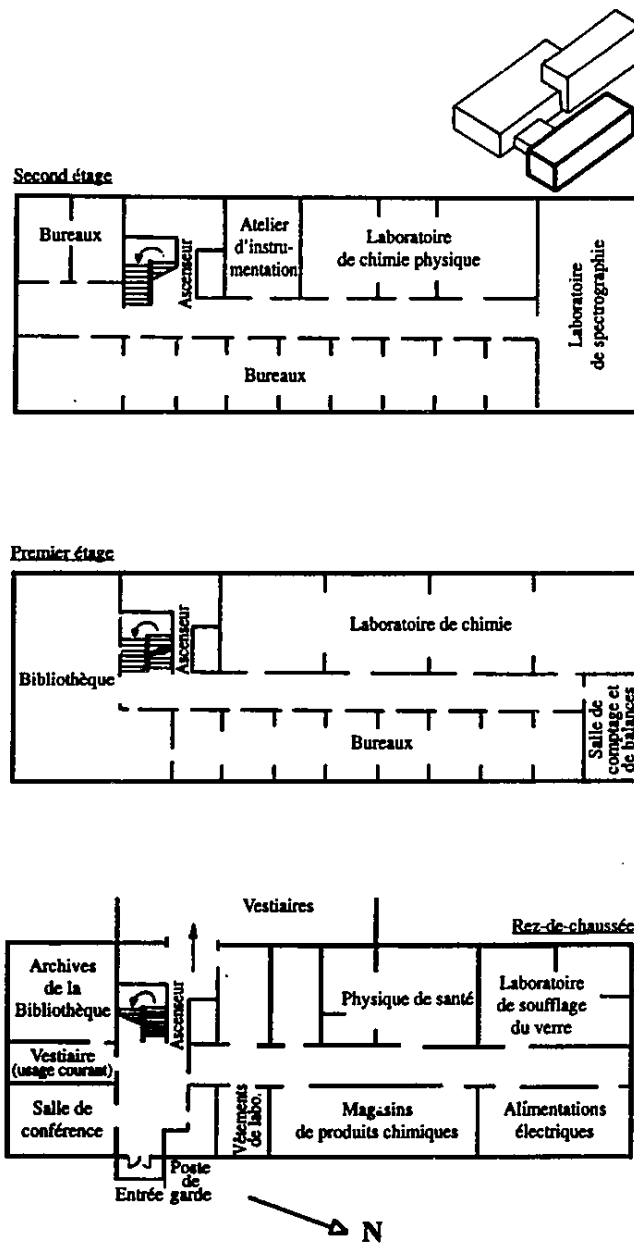 Second étage
Bureaux
Ascenseur
Atelier
d'instru-
mentation
Laboratoire
de chimie physique
Laboratoire
de spectrographie
Bureaux
Premier étage
Bibliothèque
Ascenseur
Laboratoire de chimie
Bureaux
Salle de
comptage et
de balances
Vestiaires
Rez-de-chaussée
Archives
de la
Bibliothèque
Ascenseur
Physique de santé
Laboratoire
de soufflage
du verre
Vestiaire
(usage courant)
Salle de
conférence
Vêtements
de labo.
Magasins
de produits chimiques
Alimentations
électriques
Entrée
Poste
de
garde
N